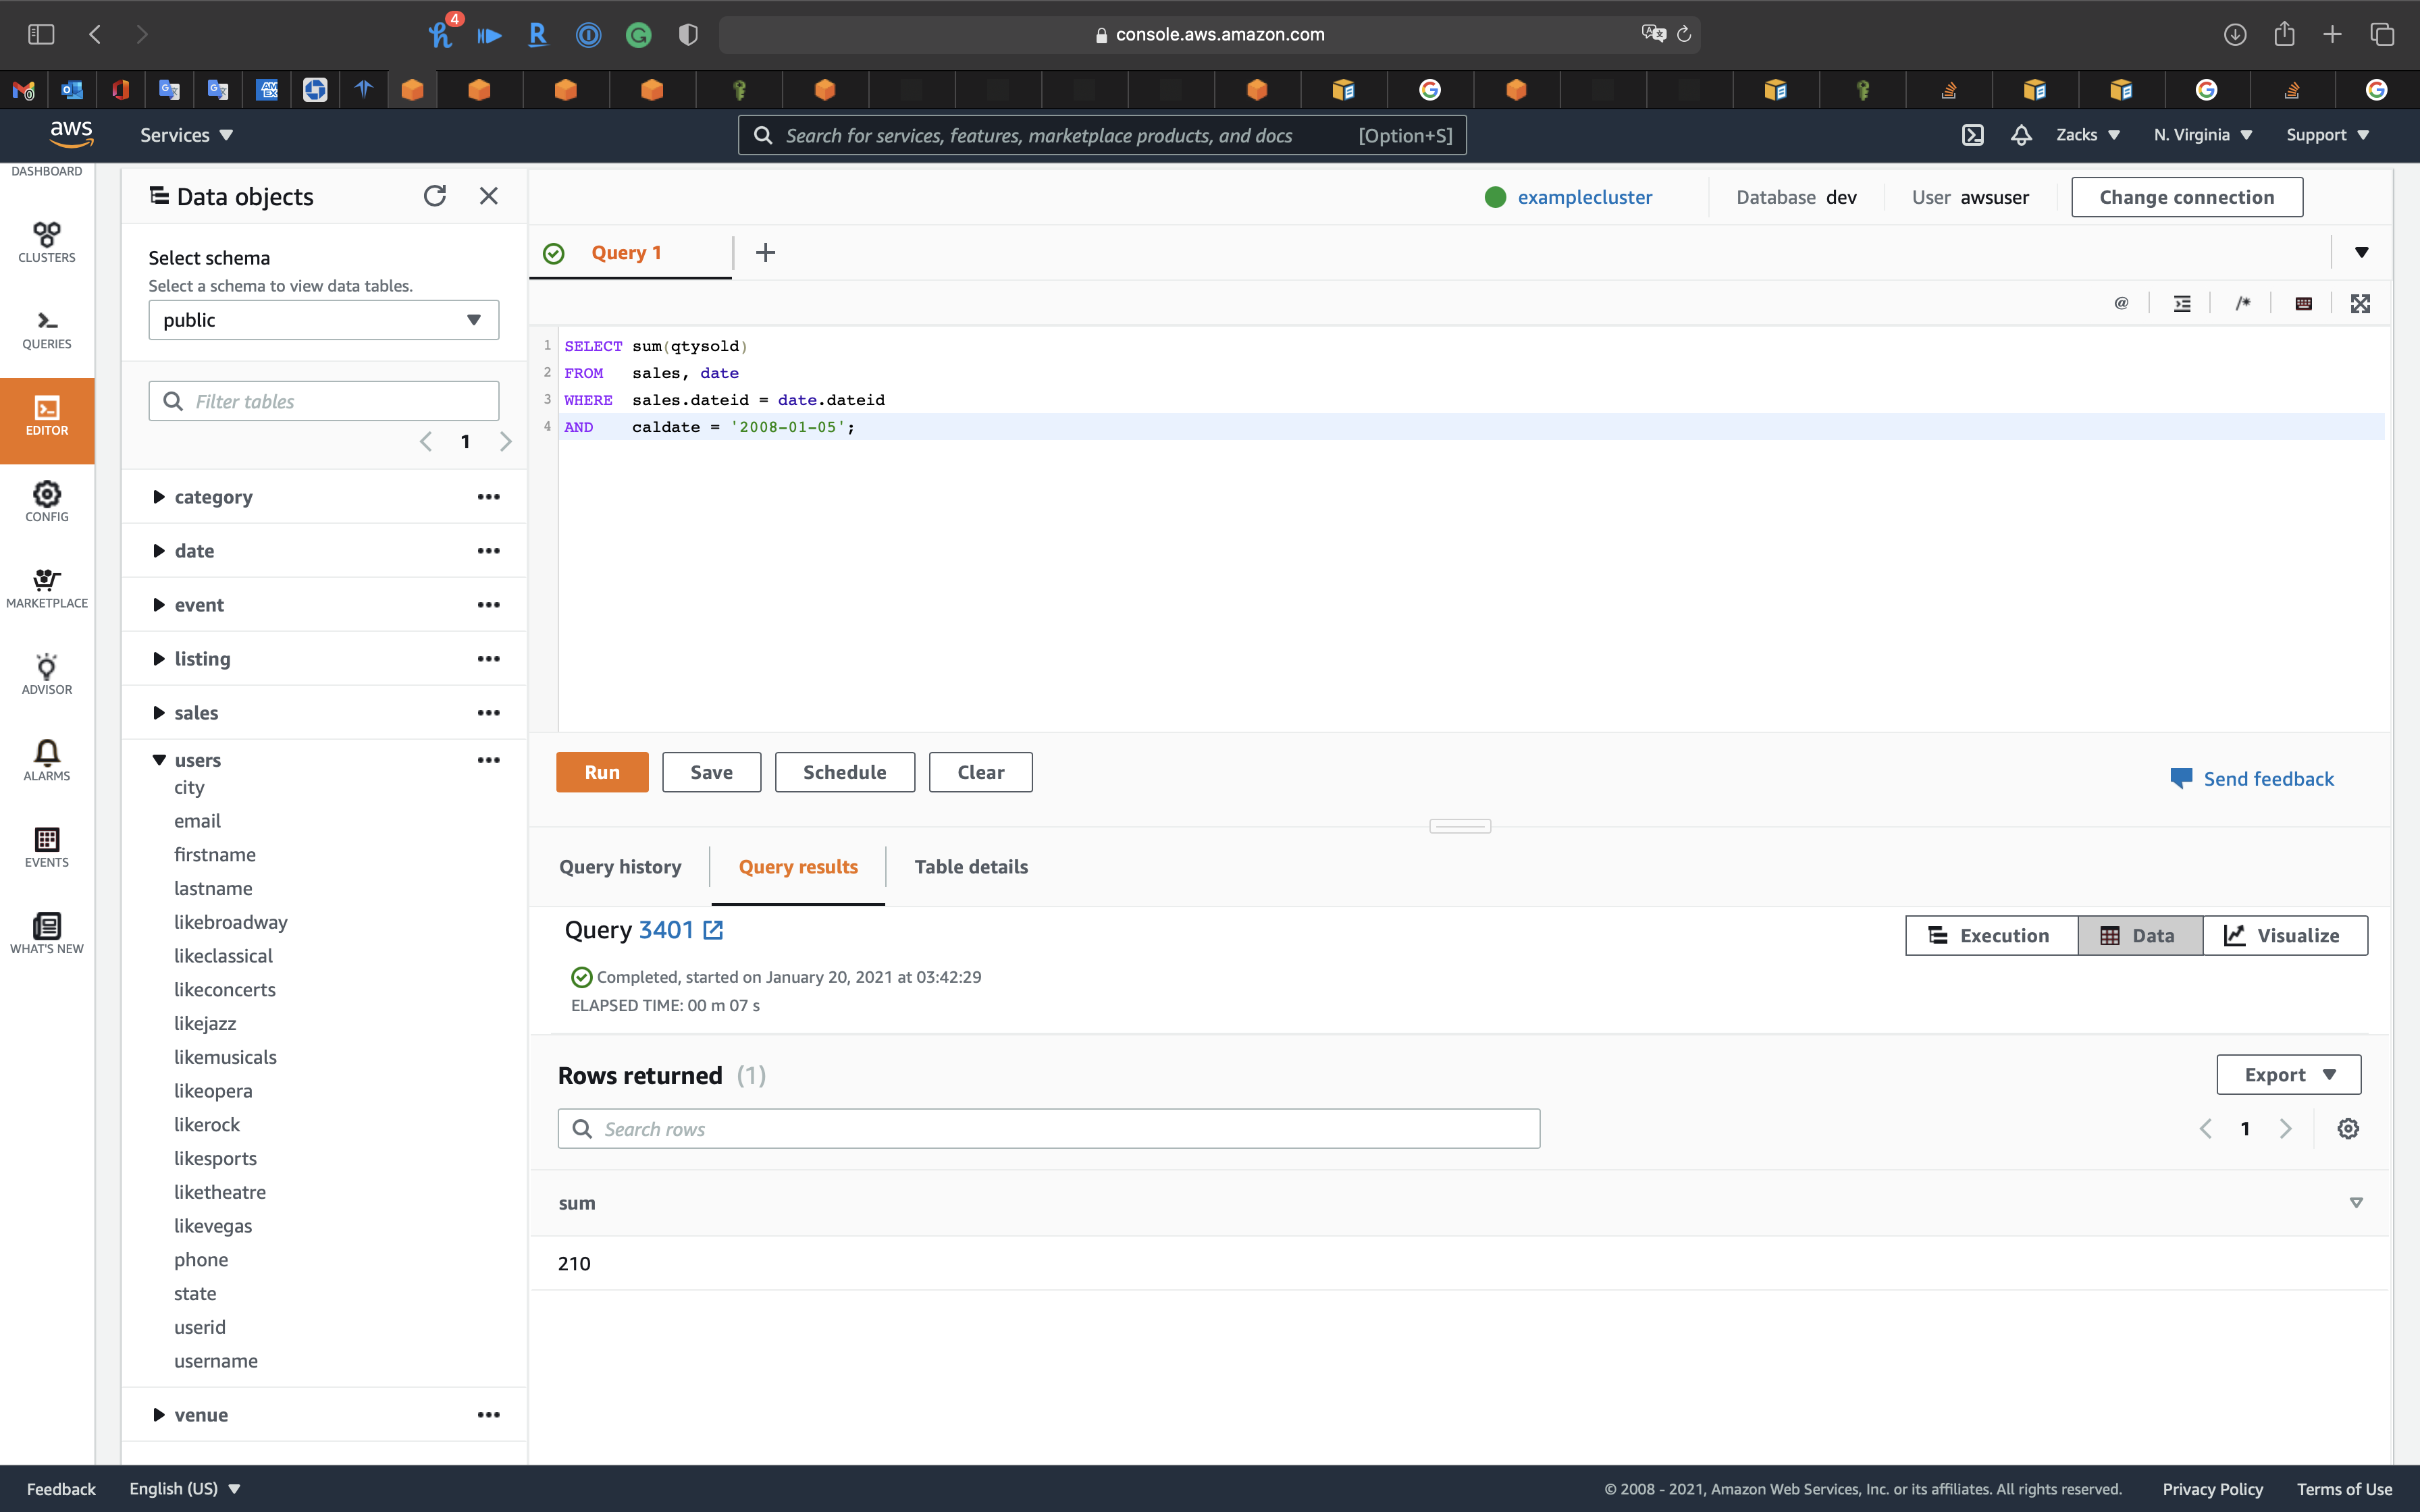 4
console.aws.amazon.com
aws
Services
Search for services, features, marketplace products, and docs
[Option+S]
Zacks
N. Virginia
Support
DASHBOARD
CLUSTERS
QUERIES
EDITOR
CONFIG
MARKETPLACE
ADVISOR
ALARMS
EVENTS
WHAT'S NEW
Data objects
Select schema
Select a schema to view data tables.
public
Filter tables
1
category
date
event
listing
sales
users
city
email
firstname
lastname
likebroadway
likeclassical
likeconcerts
likejazz
likemusicals
likeopera
likerock
likesports
liketheatre
likevegas
phone
state
userid
username
venue
examplecluster
Database dev
User awsuser
Change connection
Query 1
@
/*
1 SELECT sum(qtysold)
2 FROM sales, date
3 WHERE sales.dateid = date.dateid
4 AND caldate = '2008-01-05';
Run
Save
Schedule
Clear
Send feedback
Query history
Query results
Table details
Query 3401
Completed, started on January 20, 2021 at 03:42:29
ELAPSED TIME: 00 m 07 s
Execution
Data
Visualize
Rows returned (1)
Export
Search rows
1
sum
210
Feedback
English (US)
© 2008 - 2021, Amazon Web Services, Inc. or its affiliates. All rights reserved.
Privacy Policy
Terms of Use